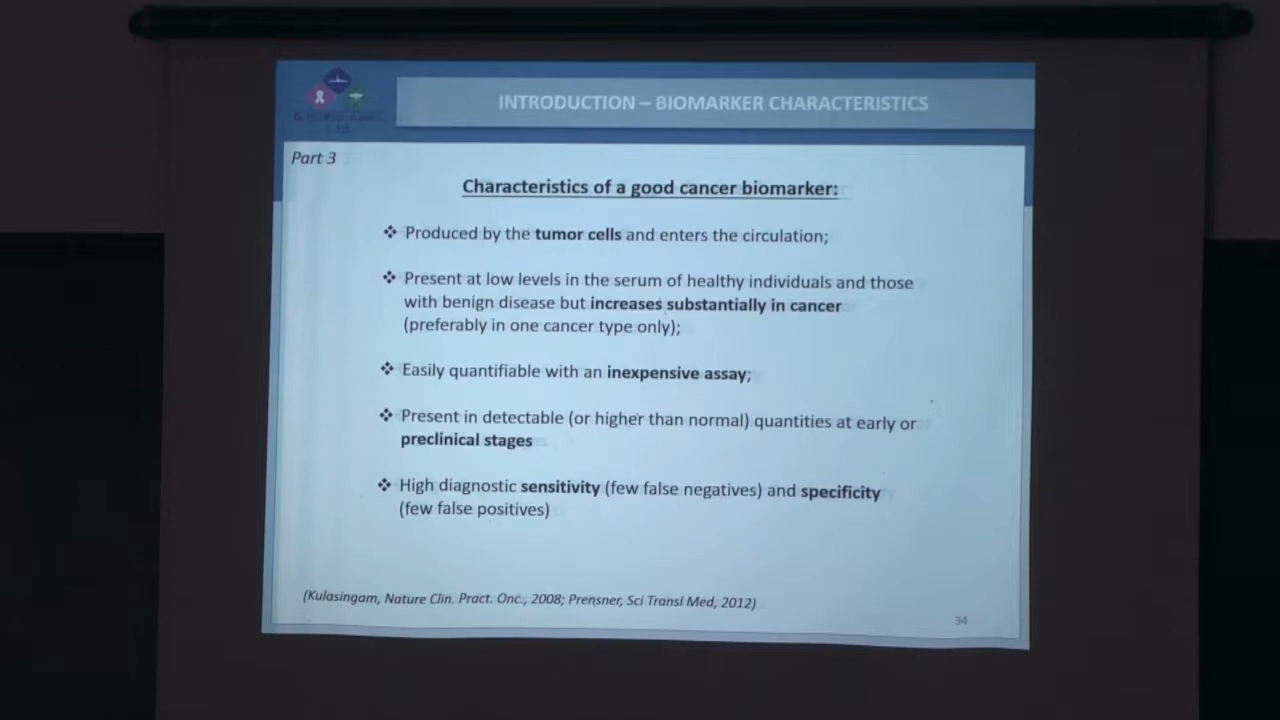 INTRODUCTION – BIOMARKER CHARACTERISTICS
Part 3
Characteristics of a good cancer biomarker:
❖ Produced by the tumor cells and enters the circulation;
❖ Present at low levels in the serum of healthy individuals and those
with benign disease but increases substantially in cancer
(preferably in one cancer type only);
❖ Easily quantifiable with an inexpensive assay;
❖ Present in detectable (or higher than normal) quantities at early or
preclinical stages
❖ High diagnostic sensitivity (few false negatives) and specificity
(few false positives)
(Kulasingam, Nature Clin. Pract. Onc., 2008; Prensner, Sci Transl Med, 2012)
34